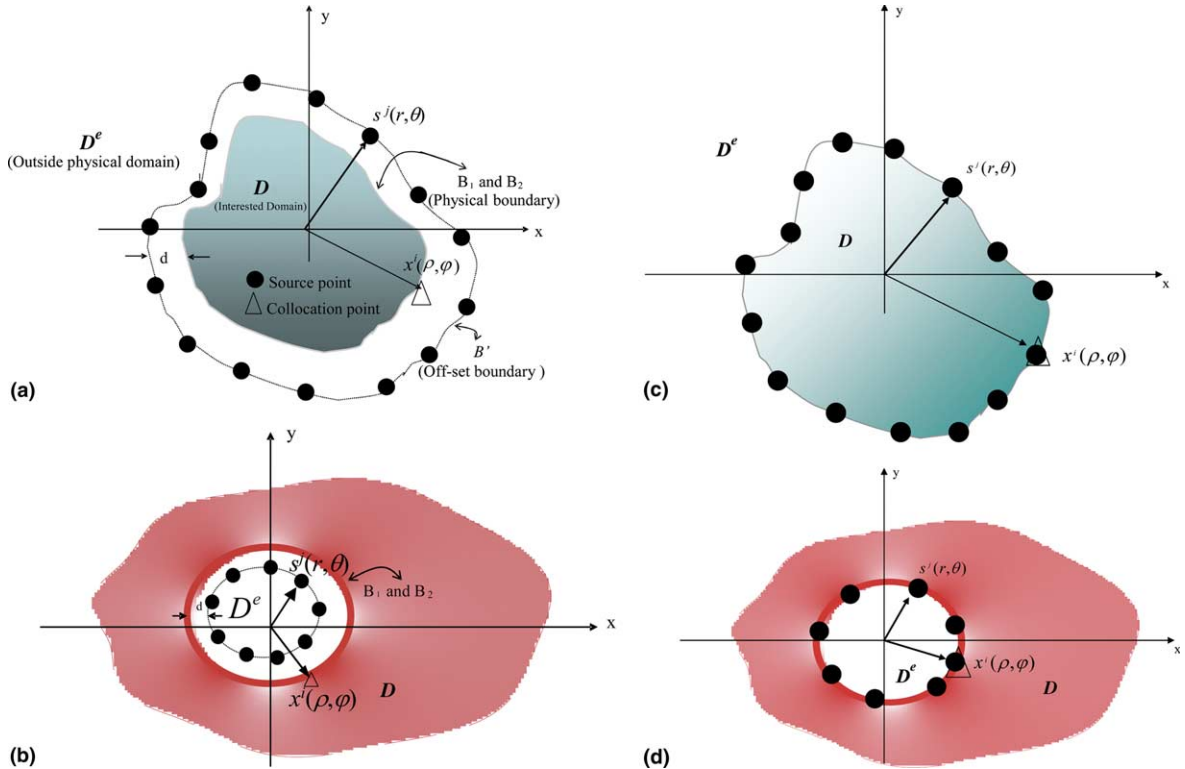 y
s^j(r,θ)
D^e
(Outside physical domain)
B₁ and B₂
(Physical boundary)
D
(Interested Domain)
x
d
x^i(ρ,φ)
Source point
Collocation point
B'
(Off-set boundary )
(a)
y
D^e
s^j(r,θ)
D
x
x^i(ρ,φ)
(c)
y
s^j(r,θ)
B₁ and B₂
d
D^e
x
x^i(ρ,φ)
D
(b)
y
s^j(r,θ)
x
x^i(ρ,φ)
D^e
D
(d)